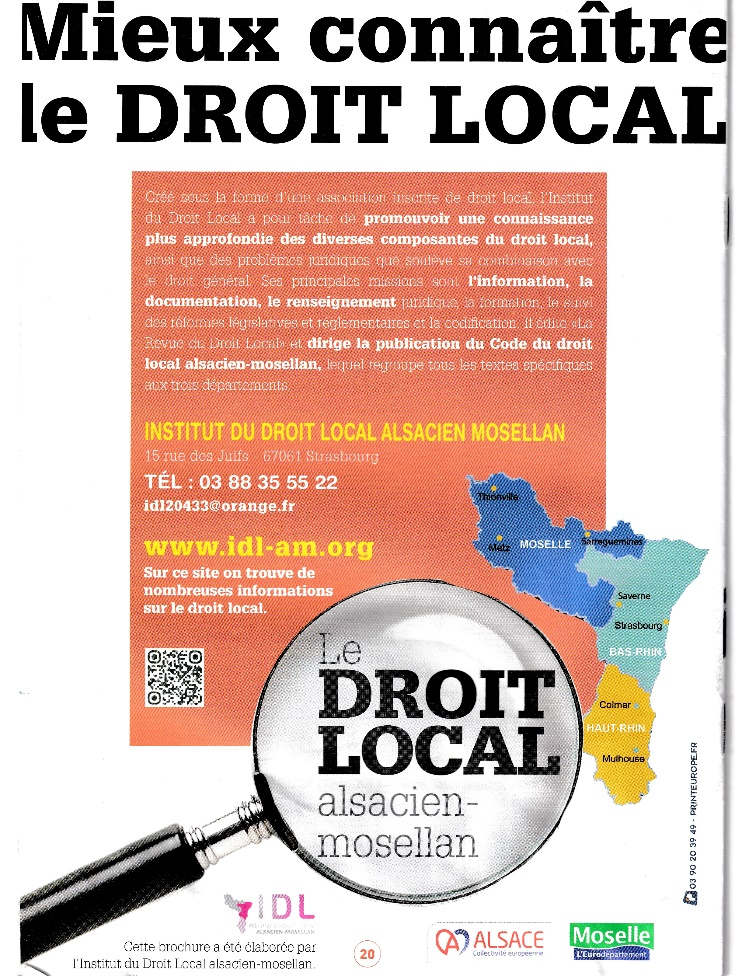 Mieux connaître
le DROIT LOCAL
Créé sous la forme d'une association inscrite de droit local, l'Institut
du Droit Local a pour tâche de promouvoir une connaissance
plus approfondie des diverses composantes du droit local,
ainsi que des problèmes juridiques que soulève sa combinaison avec
le droit général. Ses principales missions sont l'information, la
documentation, le renseignement juridique, la formation, le suivi
des réformes législatives et réglementaires et la codification. Il édite «La
Revue du Droit Local» et dirige la publication du Code du droit
local alsacien-mosellan, lequel regroupe tous les textes spécifiques
aux trois départements.
INSTITUT DU DROIT LOCAL ALSACIEN MOSELLAN
15 rue des Juifs - 67061 Strasbourg
TÉL : 03 88 35 55 22
idl20433@orange.fr
www.idl-am.org
Sur ce site on trouve de
nombreuses informations
sur le droit local.
Thionville
Metz
MOSELLE
Sarreguemines
Saverne
Strasbourg
BAS-RHIN
Colmar
HAUT-RHIN
Mulhouse
Le
DROIT
LOCAL
alsacien-
mosellan
03 90 20 39 49 - PRINTEUROPE.FR
IDL
ALSACIEN-MOSELLAN
Cette brochure a été élaborée par
l'Institut du Droit Local alsacien-mosellan.
20
ALSACE
Collectivité européenne
Moselle
L'Eurodépartement